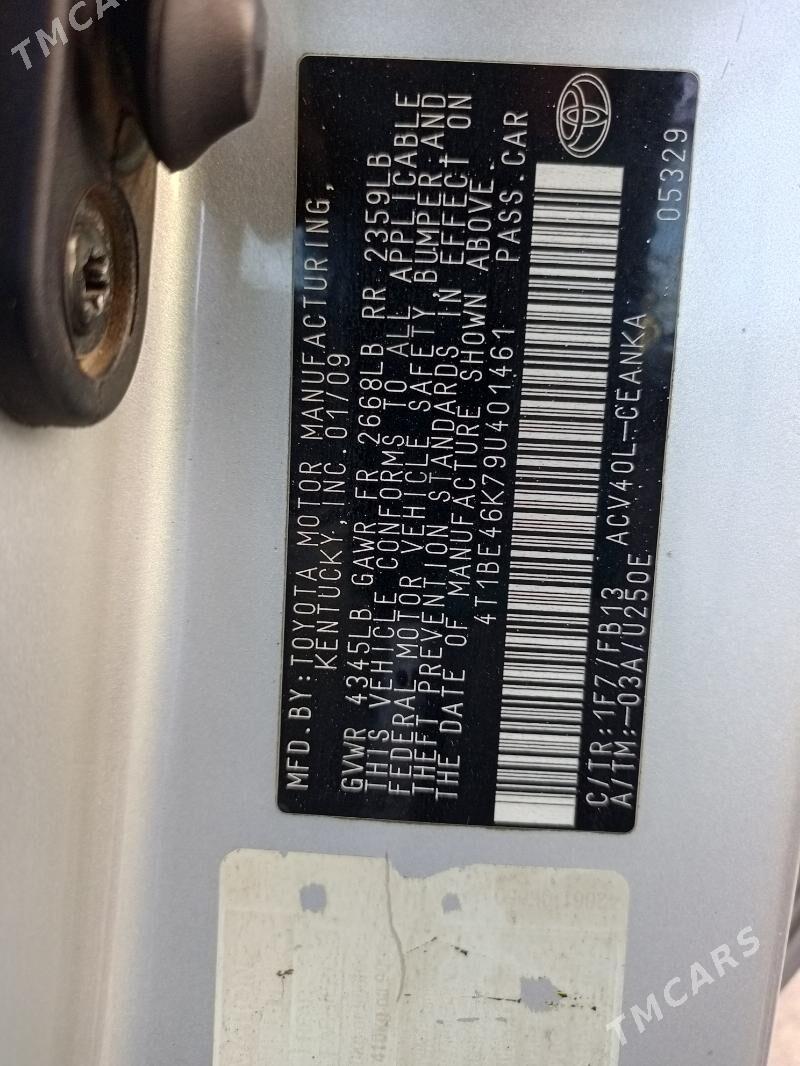 TMCARS
MFD. BY: TOYOTA MOTOR MANUFACTURING,
KENTUCKY, INC. 01/09
GVWR 4345LB GAWR FR 2668LB RR 2359LB
THIS VEHICLE CONFORMS TO ALL APPLICABLE
FEDERAL MOTOR VEHICLE SAFETY, BUMPER, AND
THEFT PREVENTION STANDARDS IN EFFECT ON
THE DATE OF MANUFACTURE SHOWN ABOVE.
4T1BE46K79U401461 PASS. CAR
C/TR: 1F7/FB13 ACV40L-CEANKA 05329
A/TM: -03A/U250E
TMCARS